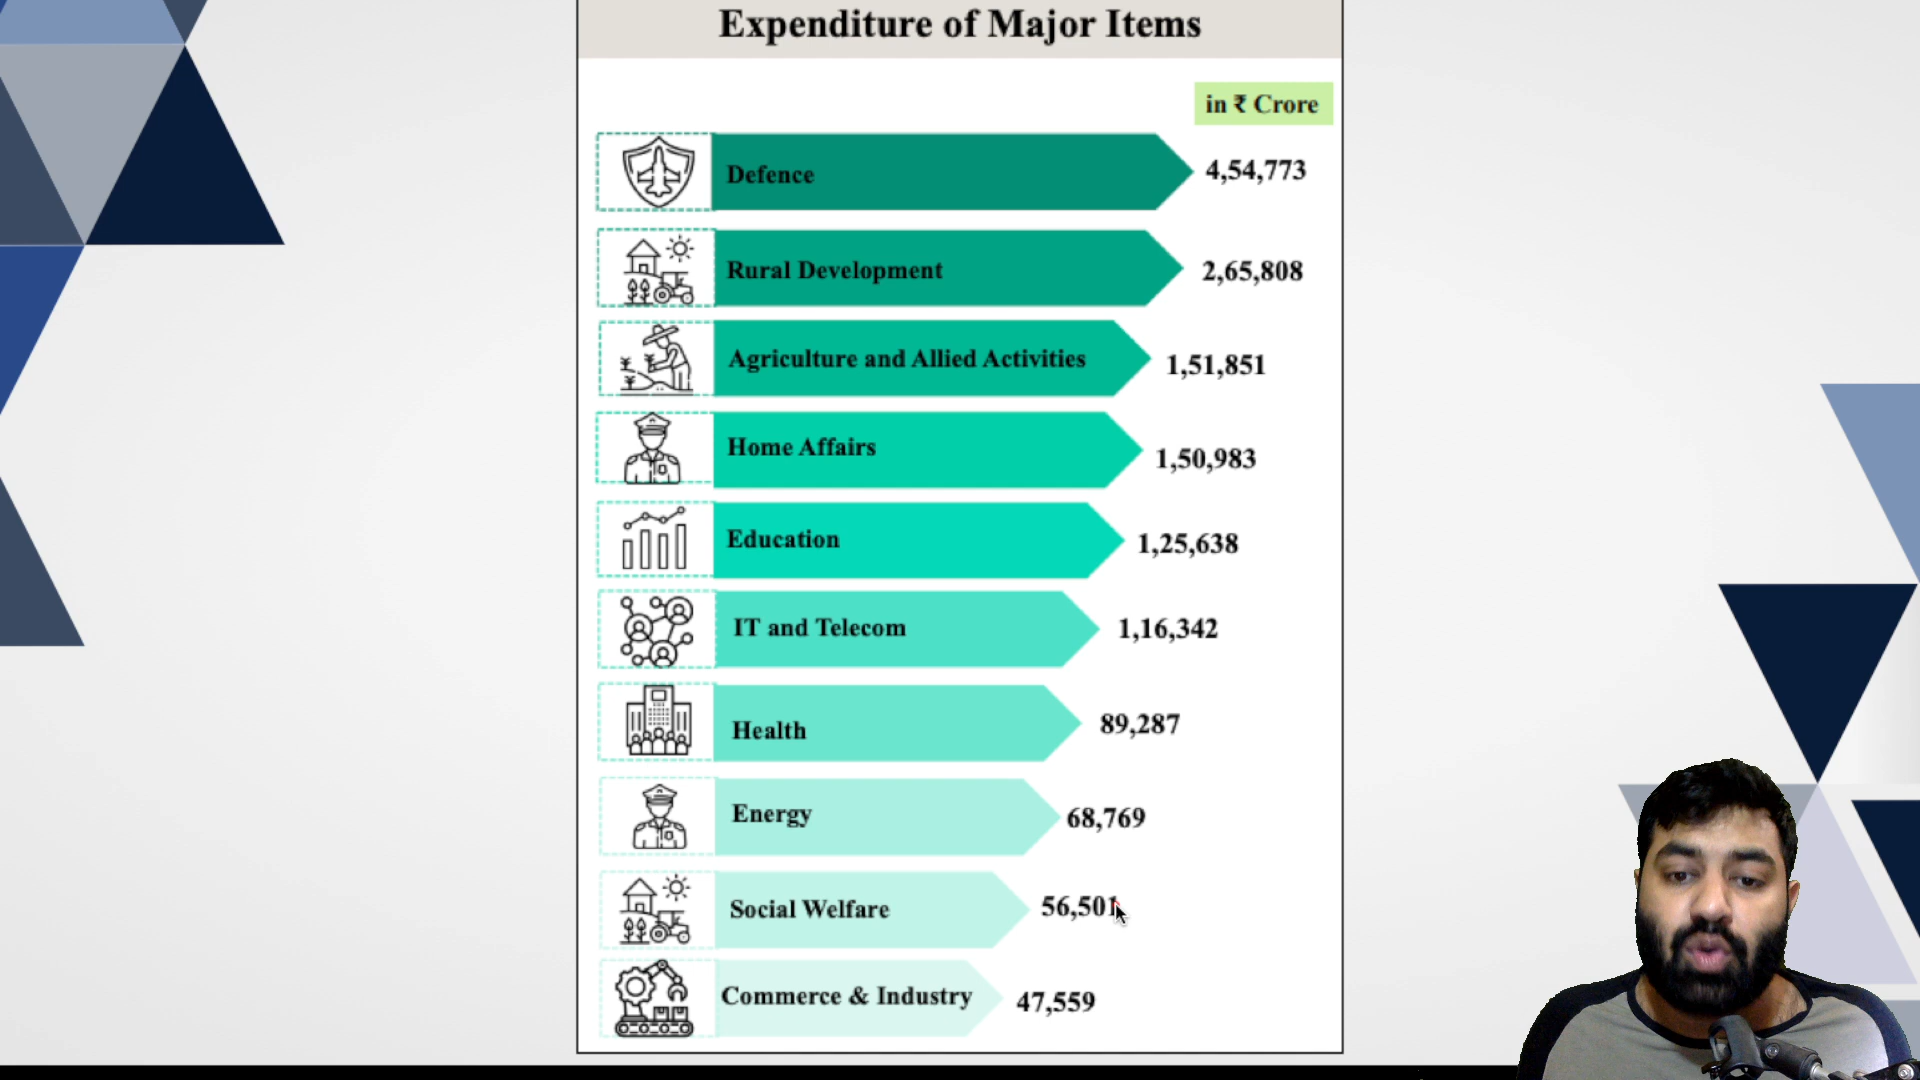 Expenditure of Major Items
in ₹ Crore
Defence 4,54,773
Rural Development 2,65,808
Agriculture and Allied Activities 1,51,851
Home Affairs 1,50,983
Education 1,25,638
IT and Telecom 1,16,342
Health 89,287
Energy 68,769
Social Welfare 56,501
Commerce & Industry 47,559